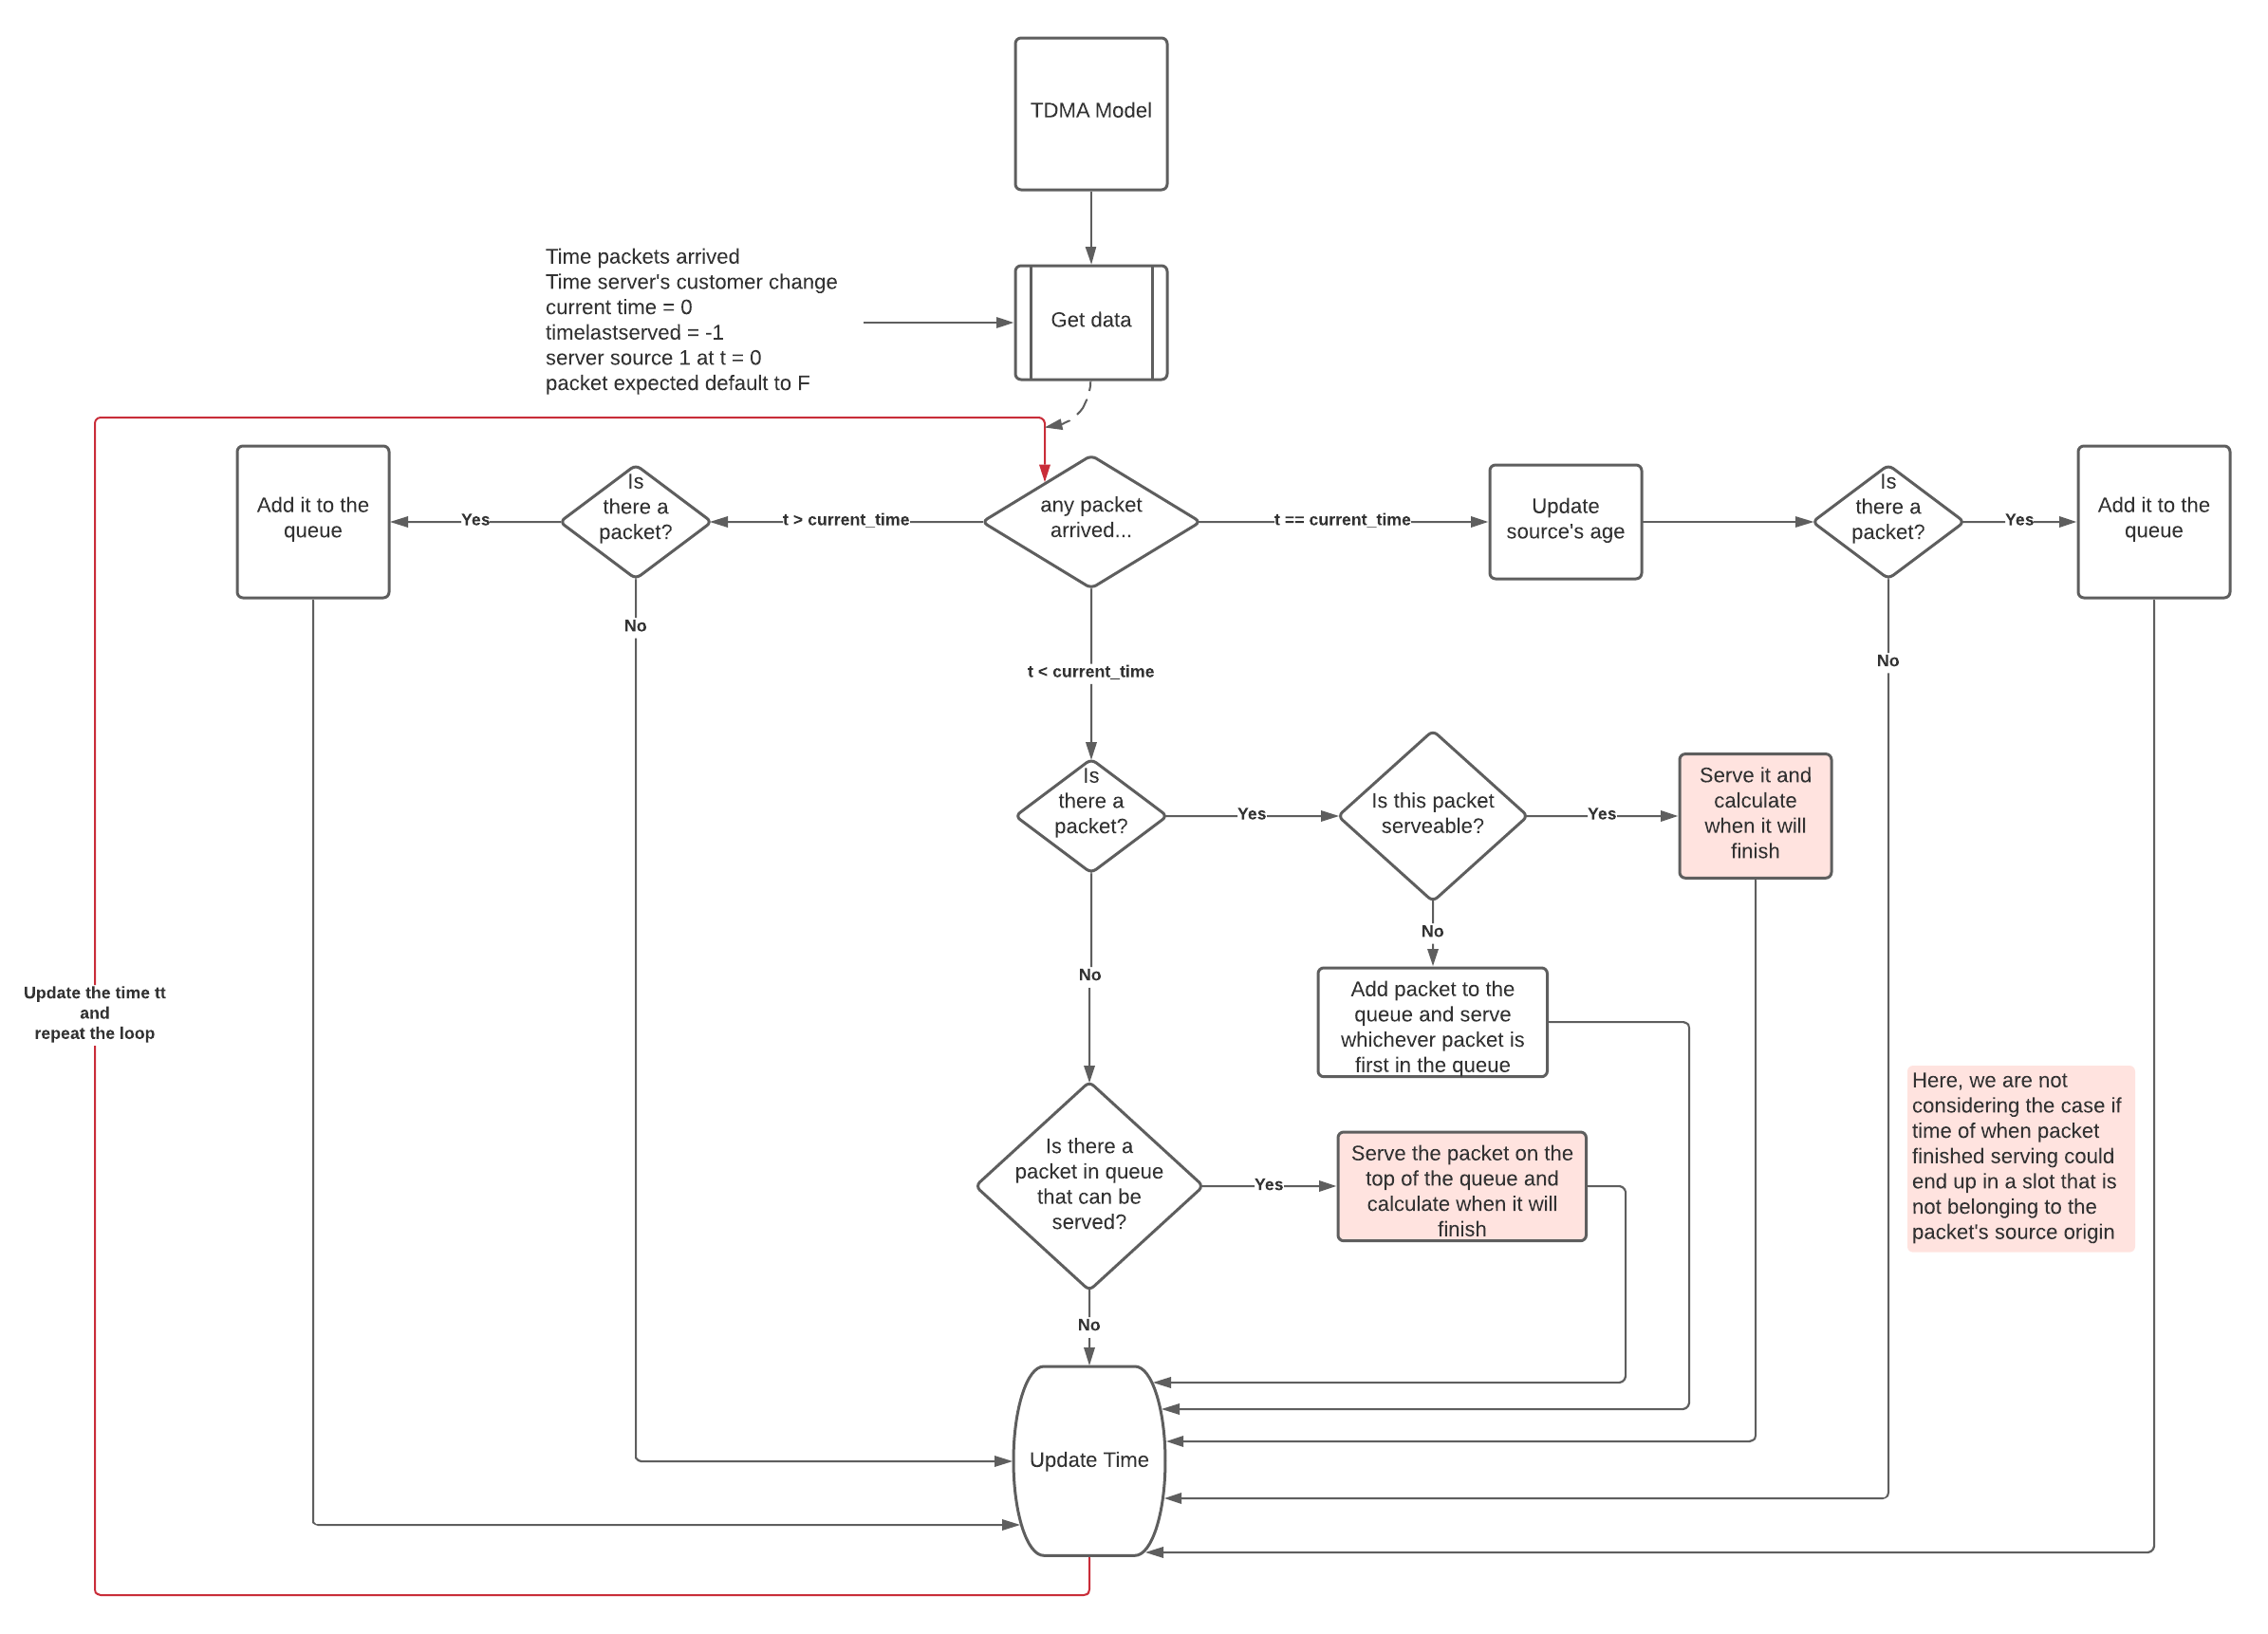 TDMA Model
Time packets arrived
Time server's customer change
current time = 0
timelastserved = -1
server source 1 at t = 0
packet expected default to F
Get data
Add it to the
queue
Yes
Is
there a
packet?
t > current_time
any packet
arrived...
t == current_time
Update
source's age
Is
there a
packet?
Yes
Add it to the
queue
No
t < current_time
No
Is
there a
packet?
Yes
Is this packet
serveable?
Yes
Serve it and
calculate
when it will
finish
No
No
Add packet to the
queue and serve
whichever packet is
first in the queue
Update the time tt
and
repeat the loop
Here, we are not
considering the case if
time of when packet
finished serving could
end up in a slot that is
not belonging to the
packet's source origin
Is there a
packet in queue
that can be
served?
Yes
Serve the packet on the
top of the queue and
calculate when it will
finish
No
Update Time